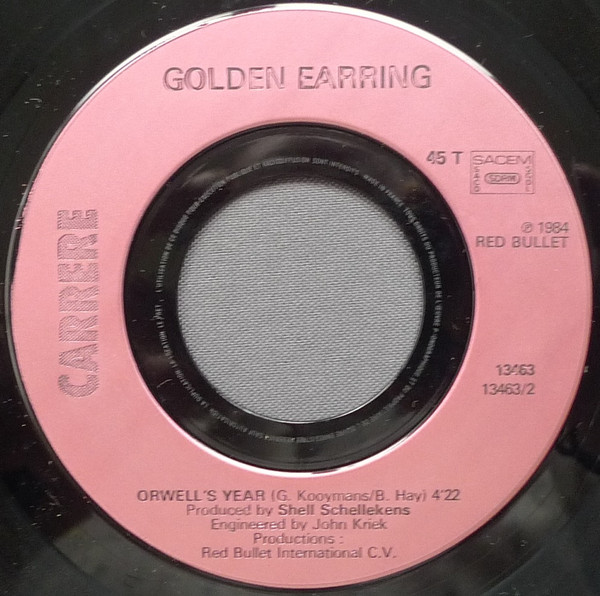 GOLDEN EARRING
45 T
SACEM
SDRM
℗ 1984
RED BULLET
CARRERE
13463
13463/2
ORWELL'S YEAR (G. Kooymans/B. Hay) 4'22
Produced by Shell Schellekens
Engineered by John Kriek
Productions :
Red Bullet International C.V.